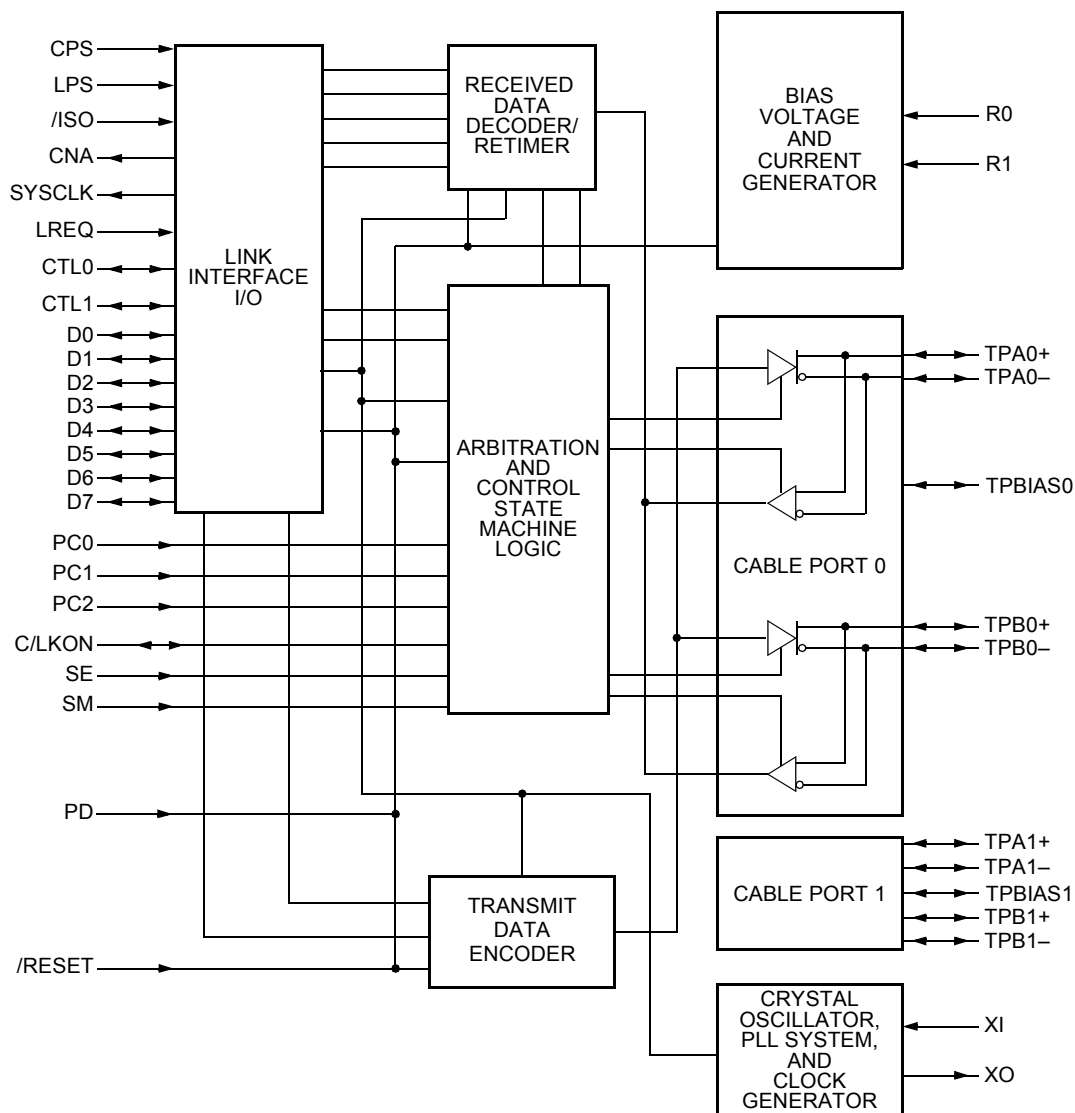 CPS
LPS
/ISO
CNA
SYSCLK
LREQ
CTL0
CTL1
D0
D1
D2
D3
D4
D5
D6
D7
PC0
PC1
PC2
C/LKON
SE
SM
PD
/RESET
LINK
INTERFACE
I/O
RECEIVED
DATA
DECODER/
RETIMER
ARBITRATION
AND
CONTROL
STATE
MACHINE
LOGIC
TRANSMIT
DATA
ENCODER
BIAS
VOLTAGE
AND
CURRENT
GENERATOR
R0
R1
CABLE PORT 0
TPA0+
TPA0–
TPBIAS0
TPB0+
TPB0–
CABLE PORT 1
TPA1+
TPA1–
TPBIAS1
TPB1+
TPB1–
CRYSTAL
OSCILLATOR,
PLL SYSTEM,
AND
CLOCK
GENERATOR
XI
XO